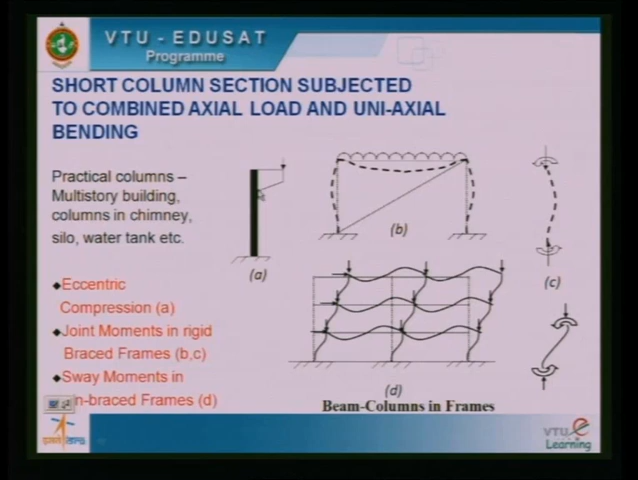 VTU - EDUSAT
Programme
SHORT COLUMN SECTION SUBJECTED
TO COMBINED AXIAL LOAD AND UNI-AXIAL
BENDING
Practical columns –
Multistory building,
columns in chimney,
silo, water tank etc.
Eccentric
Compression (a)
Joint Moments in rigid
Braced Frames (b,c)
Sway Moments in
n-braced Frames (d)
(a)
(b)
(c)
(d)
Beam-Columns in Frames
VTU e
Learning